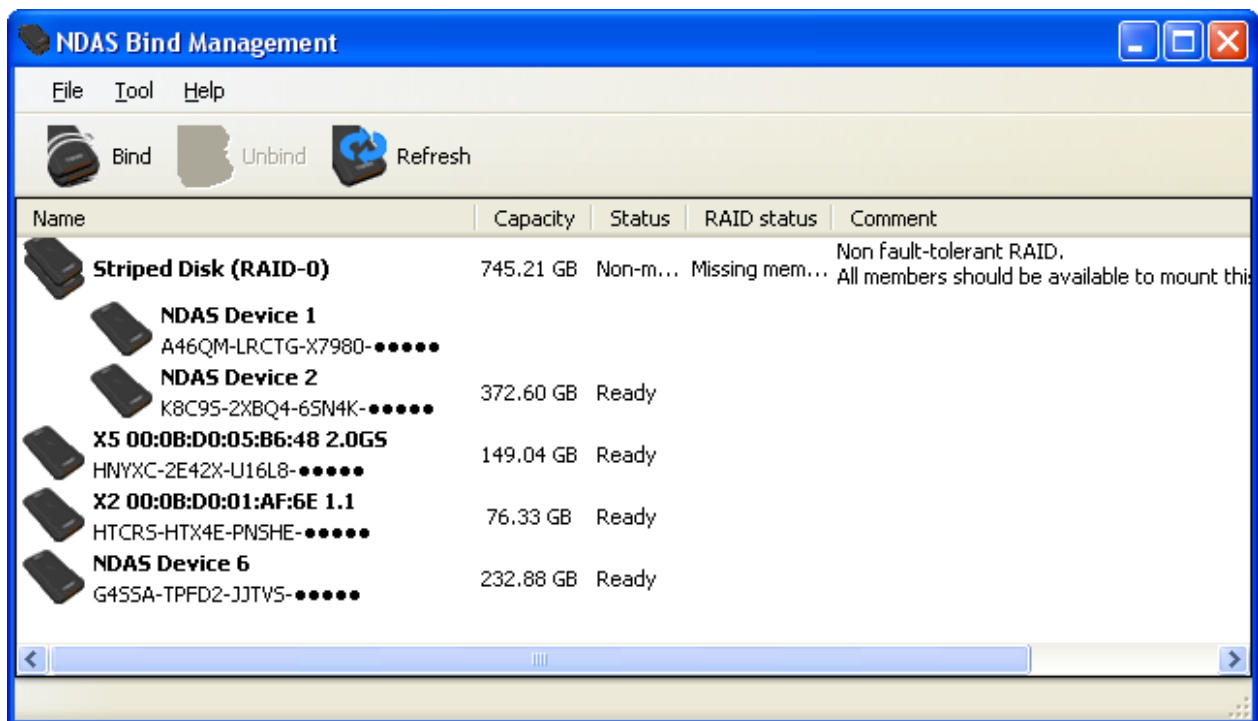 NDAS Bind Management
File Tool Help
Bind Unbind Refresh
Name Capacity Status RAID status Comment
Striped Disk (RAID-0) 745.21 GB Non-m... Missing mem... Non fault-tolerant RAID.
All members should be available to mount this
NDAS Device 1
A46QM-LRCTG-X7980-●●●●●
NDAS Device 2
K8C9S-2XBQ4-6SN4K-●●●●● 372.60 GB Ready
X5 00:0B:D0:05:B6:48 2.0GS
HNYXC-2E42X-U16L8-●●●●● 149.04 GB Ready
X2 00:0B:D0:01:AF:6E 1.1
HTCRS-HTX4E-PNSHE-●●●●● 76.33 GB Ready
NDAS Device 6
G4SSA-TPFD2-JJTVS-●●●●● 232.88 GB Ready